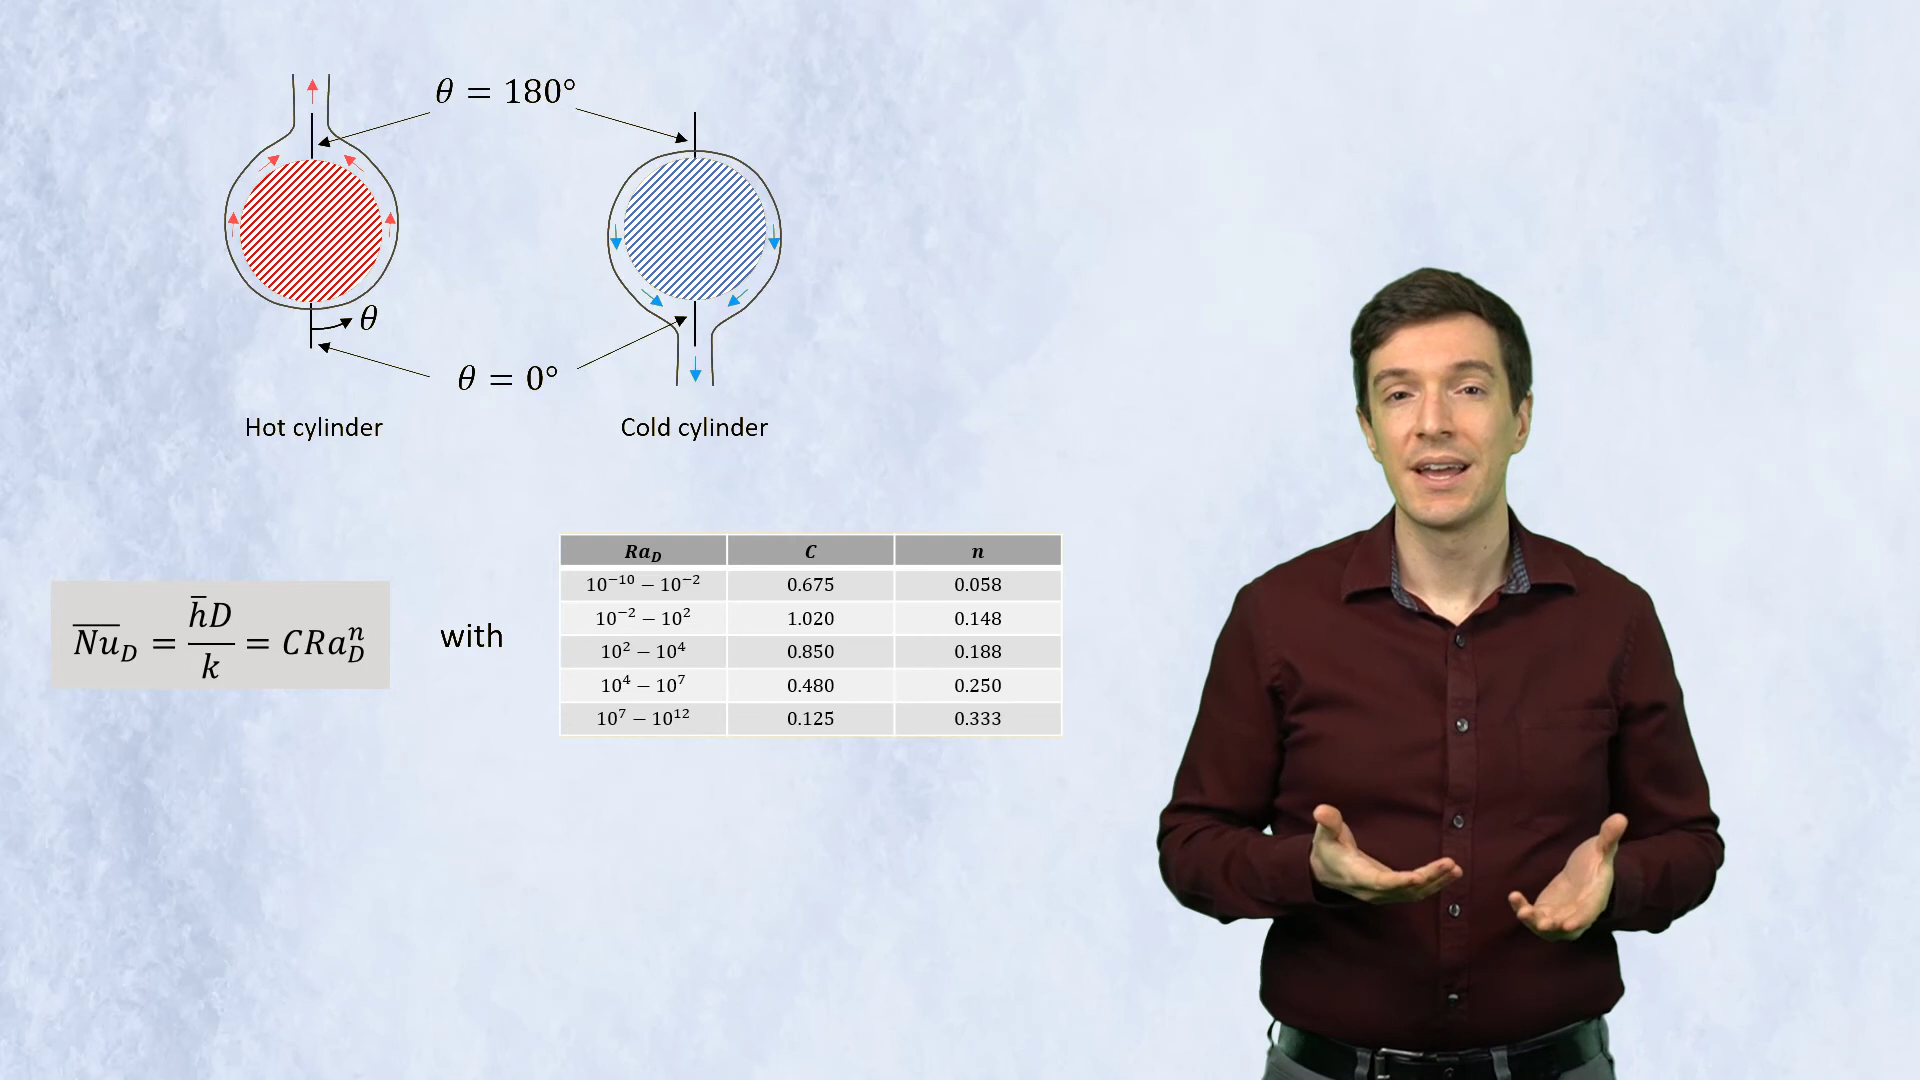 θ = 180°
θ
θ = 0°
Hot cylinder
Cold cylinder
N̅u̅_D = h̅D/k = CRa_D^n
with
Ra_D C n
10⁻¹⁰ − 10⁻² 0.675 0.058
10⁻² − 10² 1.020 0.148
10² − 10⁴ 0.850 0.188
10⁴ − 10⁷ 0.480 0.250
10⁷ − 10¹² 0.125 0.333